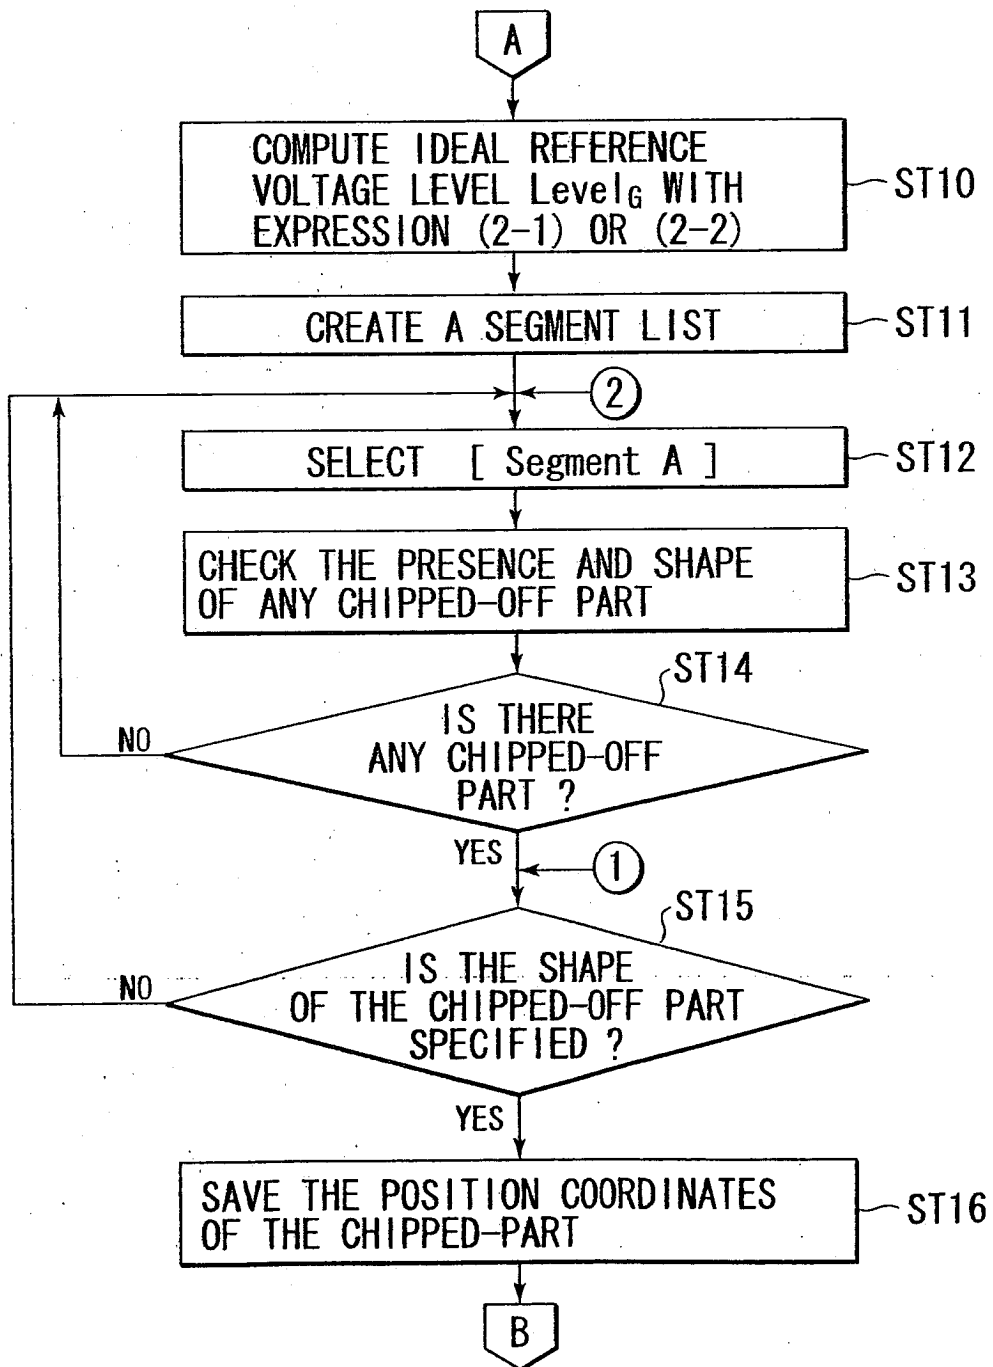 A
COMPUTE IDEAL REFERENCE
VOLTAGE LEVEL LevelG WITH
EXPRESSION (2-1) OR (2-2)
ST10
CREATE A SEGMENT LIST
ST11
2
SELECT [ Segment A ]
ST12
CHECK THE PRESENCE AND SHAPE
OF ANY CHIPPED-OFF PART
ST13
ST14
IS THERE
ANY CHIPPED-OFF
PART ?
NO
YES
1
ST15
IS THE SHAPE
OF THE CHIPPED-OFF PART
SPECIFIED ?
NO
YES
SAVE THE POSITION COORDINATES
OF THE CHIPPED-PART
ST16
B